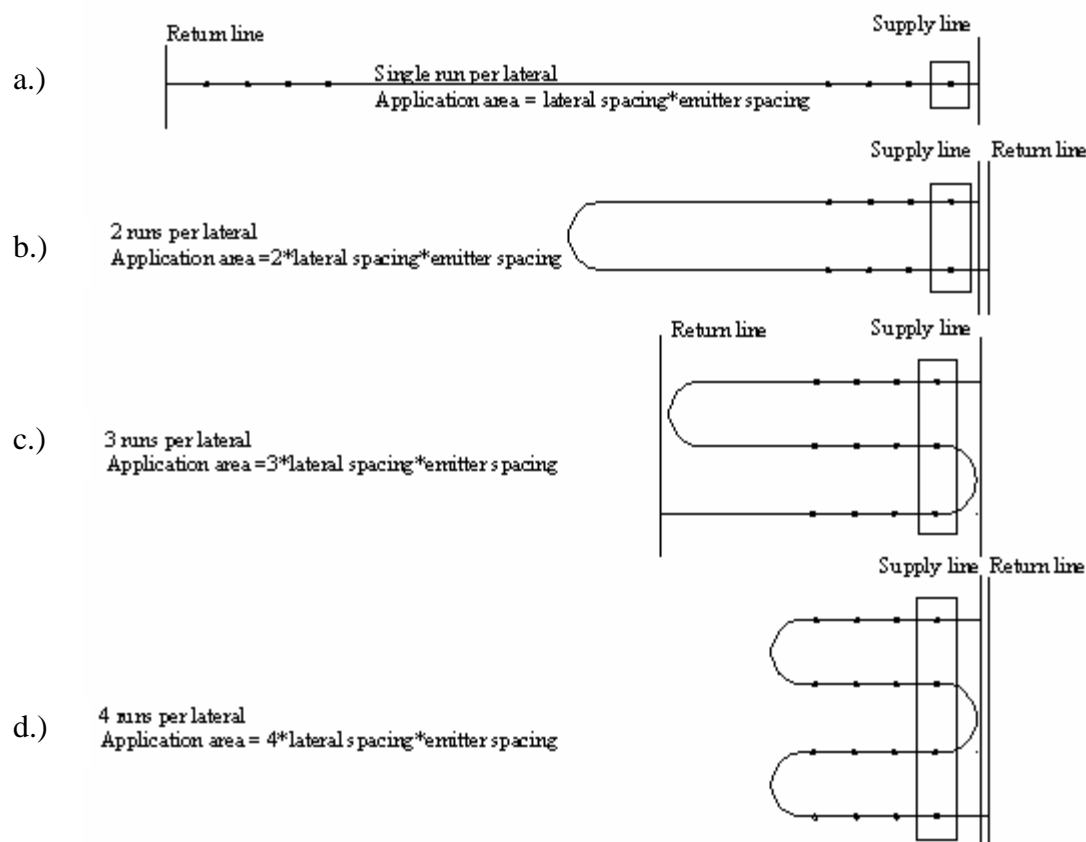 Return line
Supply line
a.)
Single run per lateral
Application area = lateral spacing*emitter spacing
Supply line
Return line
b.)
2 runs per lateral
Application area =2*lateral spacing*emitter spacing
Return line
Supply line
c.)
3 runs per lateral
Application area =3*lateral spacing*emitter spacing
Supply line
Return line
d.)
4 runs per lateral
Application area = 4*lateral spacing*emitter spacing